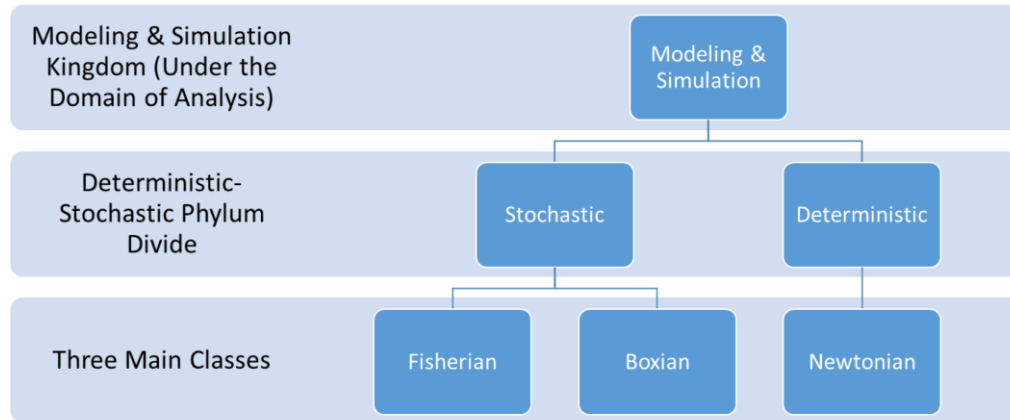 Modeling & Simulation
Kingdom (Under the
Domain of Analysis)
Modeling &
Simulation
Deterministic-
Stochastic Phylum
Divide
Stochastic
Deterministic
Three Main Classes
Fisherian
Boxian
Newtonian